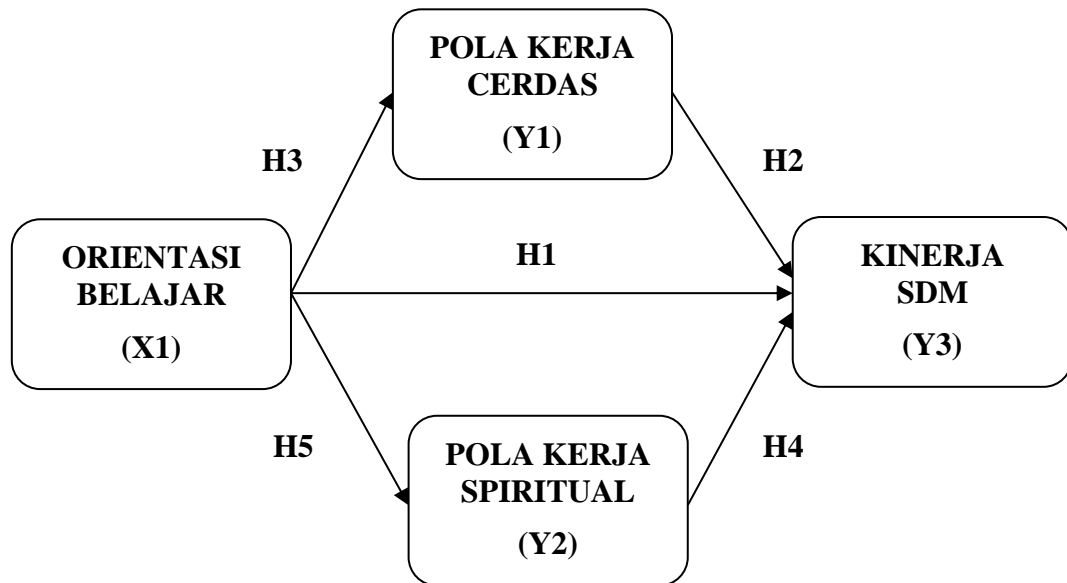 POLA KERJA
CERDAS
(Y1)
H3
H2
ORIENTASI
BELAJAR
(X1)
H1
KINERJA
SDM
(Y3)
H5
H4
POLA KERJA
SPIRITUAL
(Y2)